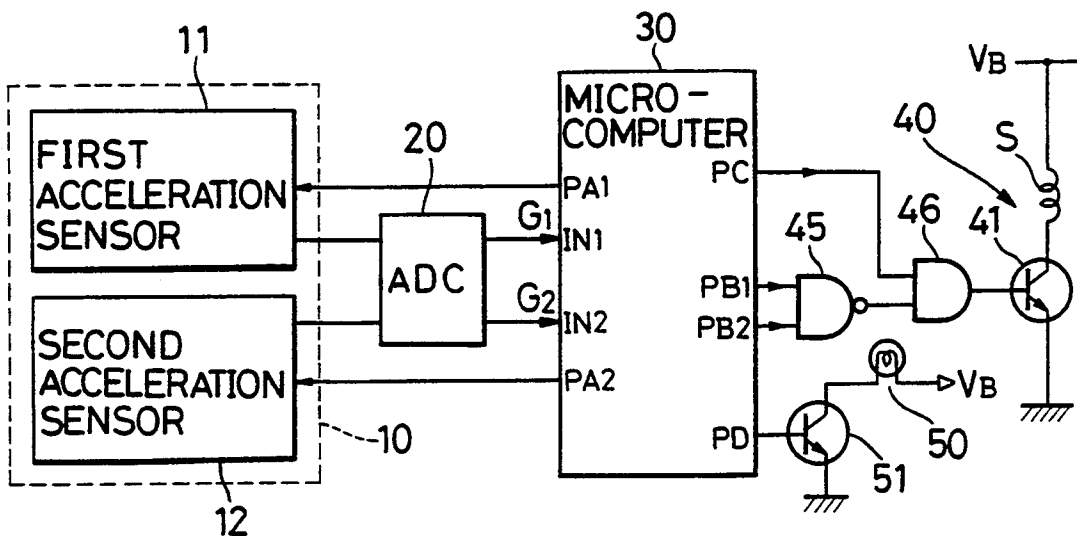 11
FIRST
ACCELERATION
SENSOR
SECOND
ACCELERATION
SENSOR
12
10
20
ADC
G1
G2
30
MICRO-
COMPUTER
PA1
IN1
IN2
PA2
PC
PB1
PB2
PD
45
46
40
41
S
VB
VB
50
51